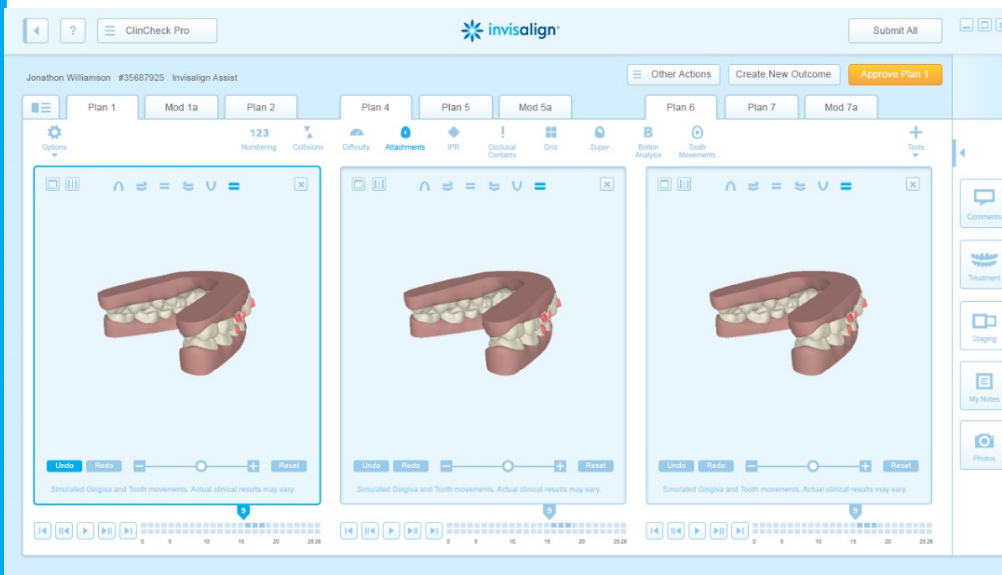 ?
ClinCheck Pro
invisalign
Submit All
Jonathon Williamson #35687925 Invisalign Assist
Other Actions
Create New Outcome
Approve Plan 1
Plan 1
Mod 1a
Plan 2
Plan 4
Plan 5
Mod 5a
Plan 6
Plan 7
Mod 7a
Options
123
Numbering
Collisions
Difficulty
Attachments
IPR
!
Occlusal
Contacts
Grid
Super
B
Bolton
Analysis
Tooth
Movements
Tools
Undo
Redo
Reset
Simulated Gingiva and Tooth movements. Actual clinical results may vary.
9
0 5 10 15 20 25 26
Undo
Redo
Reset
Simulated Gingiva and Tooth movements. Actual clinical results may vary.
9
0 5 10 15 20 25 26
Undo
Redo
Reset
Simulated Gingiva and Tooth movements. Actual clinical results may vary.
9
0 5 10 15 20 25 26
Comments
Treatment
Staging
My Notes
Photos